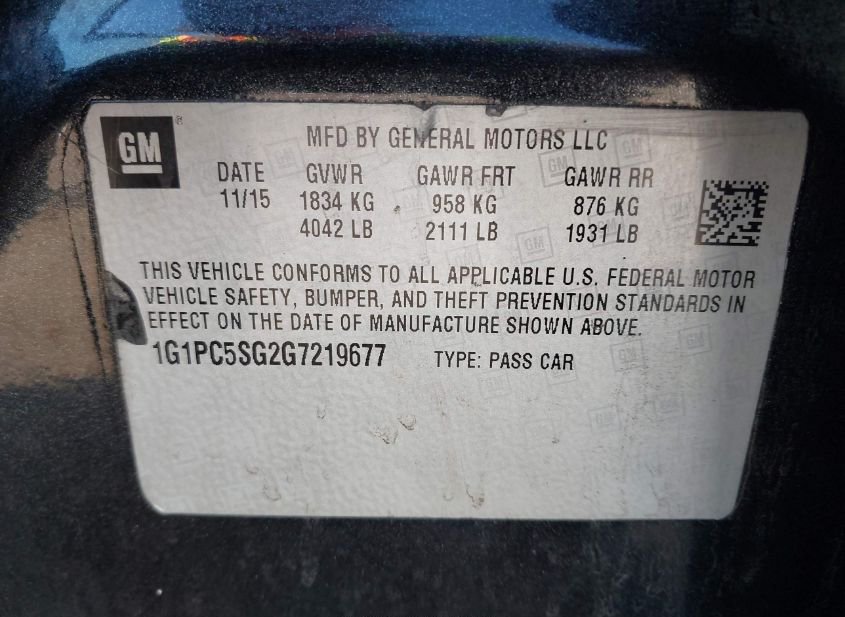 GM ®
MFD BY GENERAL MOTORS LLC
DATE GVWR GAWR FRT GAWR RR
11/15 1834 KG 958 KG 876 KG
4042 LB 2111 LB 1931 LB
THIS VEHICLE CONFORMS TO ALL APPLICABLE U.S. FEDERAL MOTOR
VEHICLE SAFETY, BUMPER, AND THEFT PREVENTION STANDARDS IN
EFFECT ON THE DATE OF MANUFACTURE SHOWN ABOVE.
1G1PC5SG2G7219677 TYPE: PASS CAR